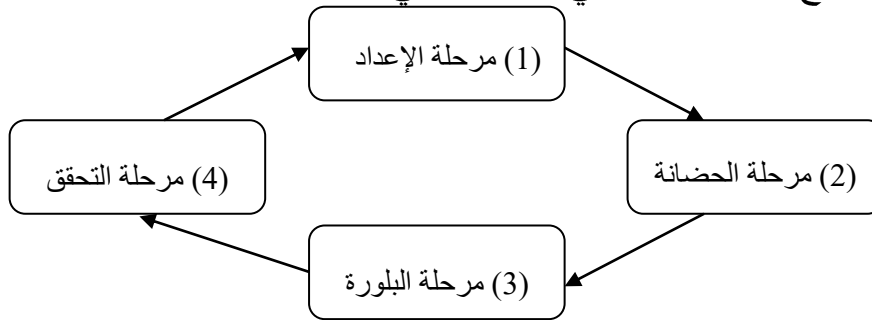 (1) مرحلة الإعداد
(2) مرحلة الحضانة
(3) مرحلة البلورة
(4) مرحلة التحقق